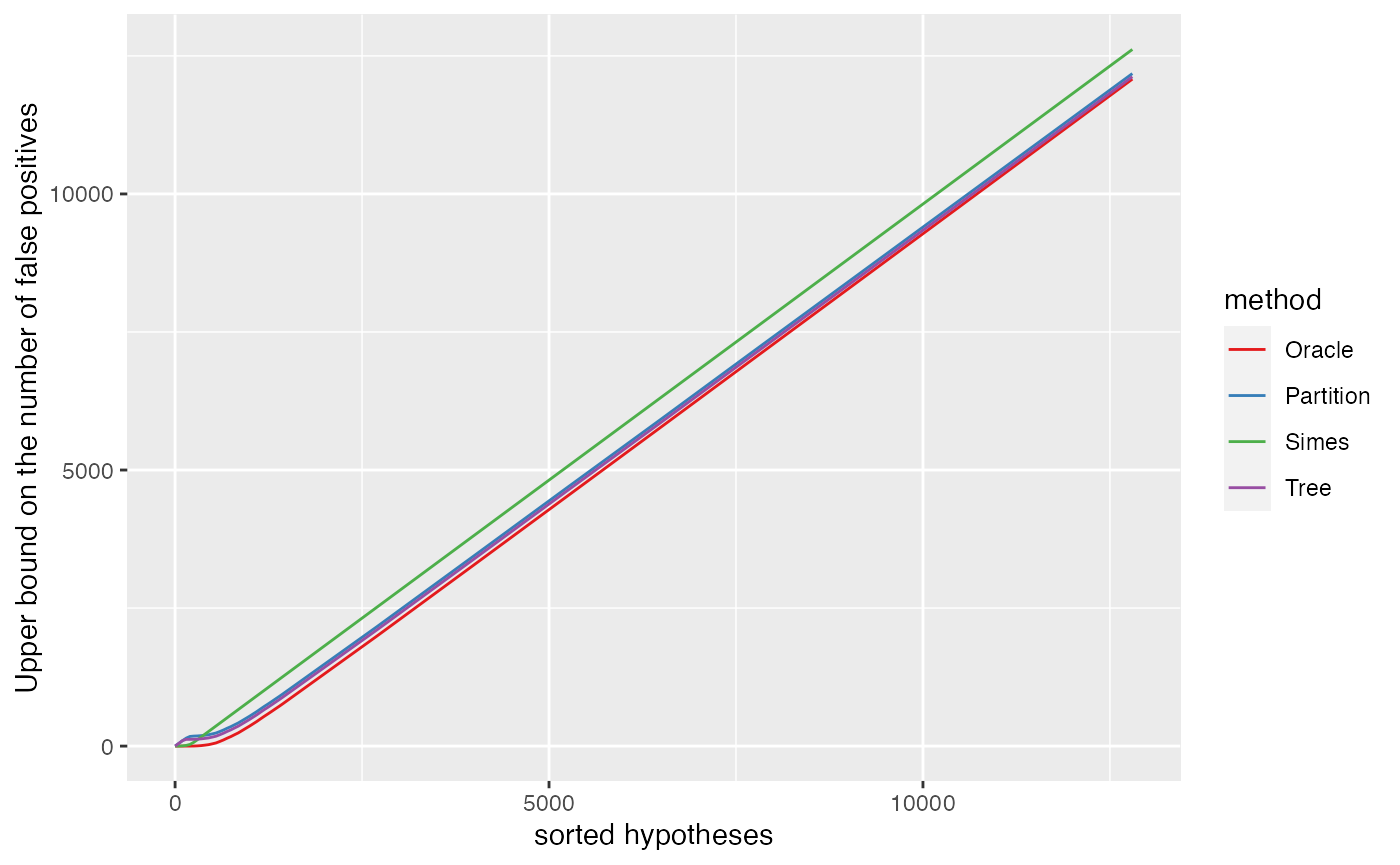 Upper bound on the number of false positives
10000
5000
0
0
5000
10000
sorted hypotheses
method
Oracle
Partition
Simes
Tree